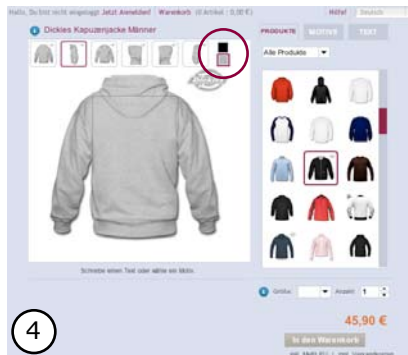 Hallo, Du bist nicht eingeloggt Jetzt Anmelden! Warenkorb (0 Artikel : 0,00 €) Hilfe! Deutsch
Dickies Kapuzenjacke Männer
PRODUKTE MOTIVE TEXT
Alle Produkte
Schreibe einen Text oder wähle ein Motiv.
Größe: Anzahl: 1
45,90 €
In den Warenkorb
4